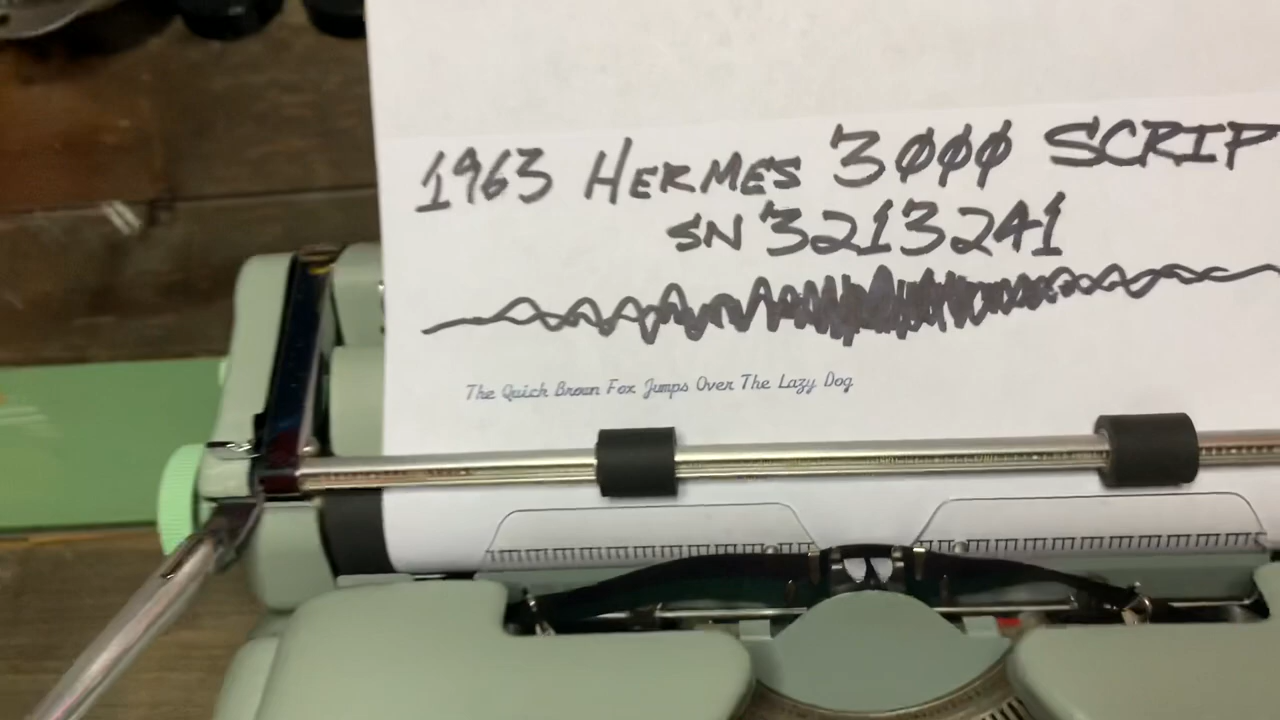 1963 HERMES 3000 SCRIP
SN 3213241
The Quick Brown Fox Jumps Over The Lazy Dog